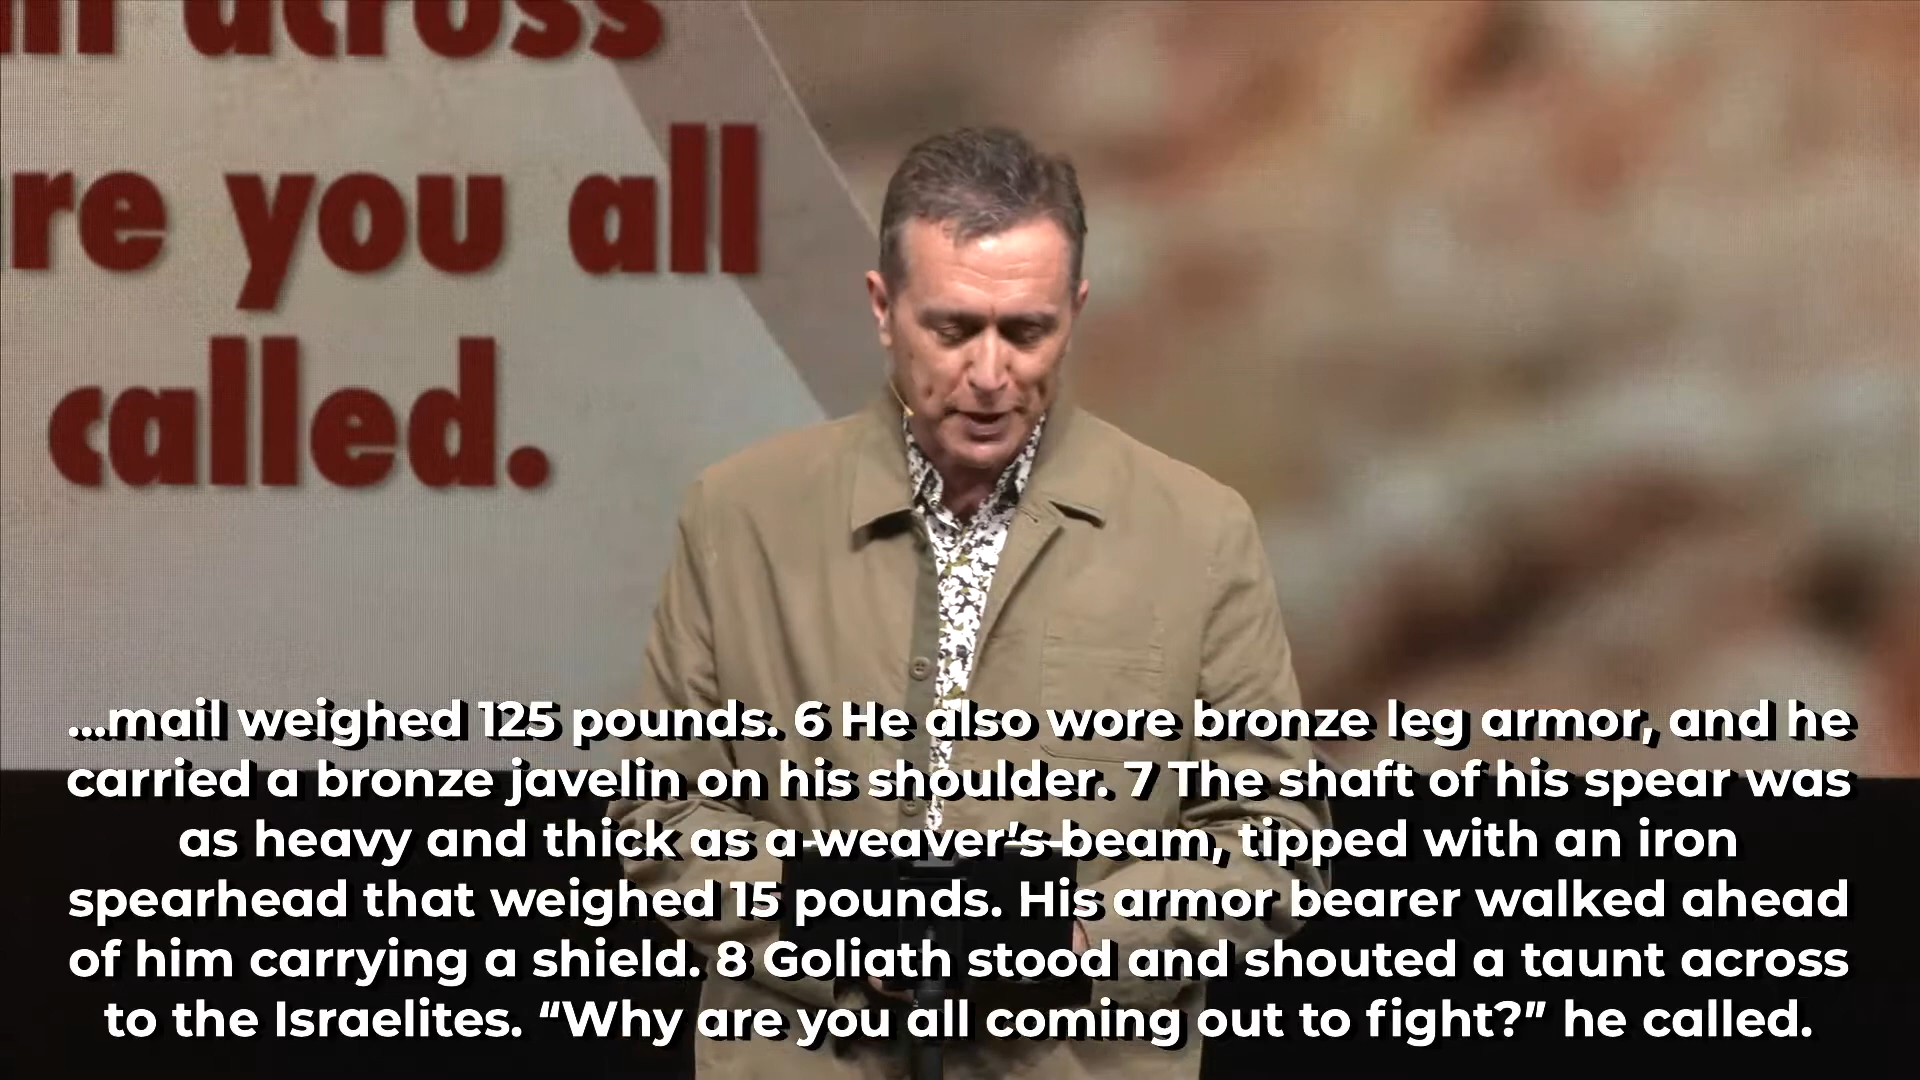 across
re you all
called.
...mail weighed 125 pounds. 6 He also wore bronze leg armor, and he
carried a bronze javelin on his shoulder. 7 The shaft of his spear was
as heavy and thick as a weaver’s beam, tipped with an iron
spearhead that weighed 15 pounds. His armor bearer walked ahead
of him carrying a shield. 8 Goliath stood and shouted a taunt across
to the Israelites. “Why are you all coming out to fight?” he called.